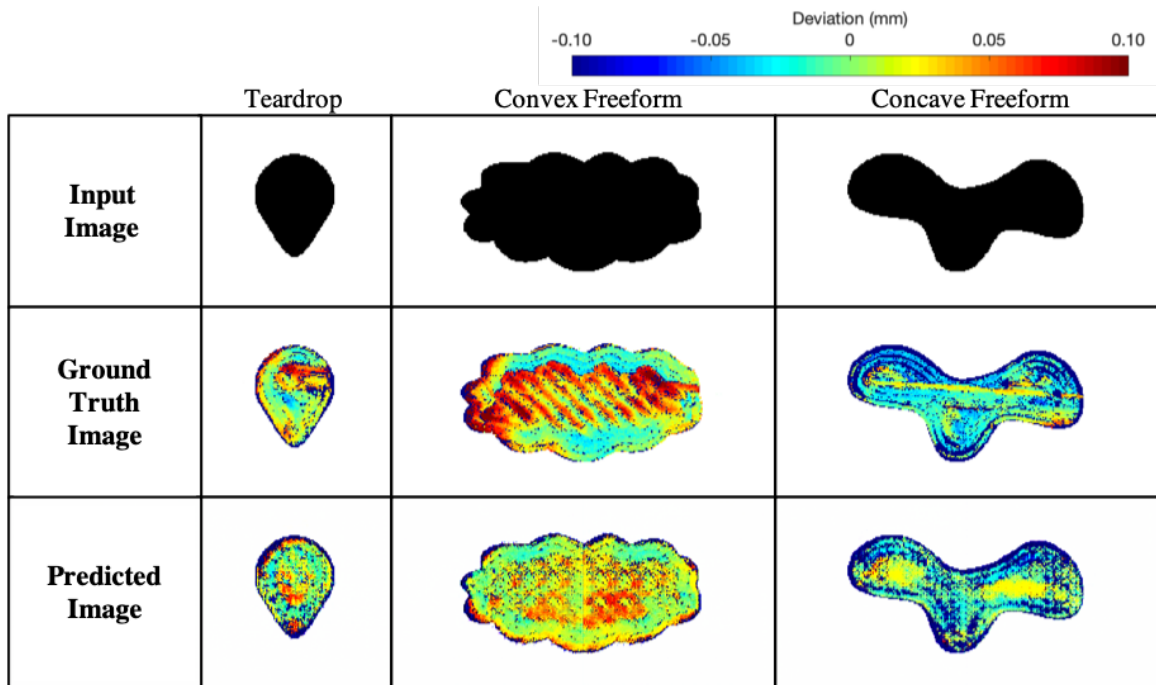 Deviation (mm)
-0.10 -0.05 0 0.05 0.10
Teardrop Convex Freeform Concave Freeform
Input
Image
Ground
Truth
Image
Predicted
Image